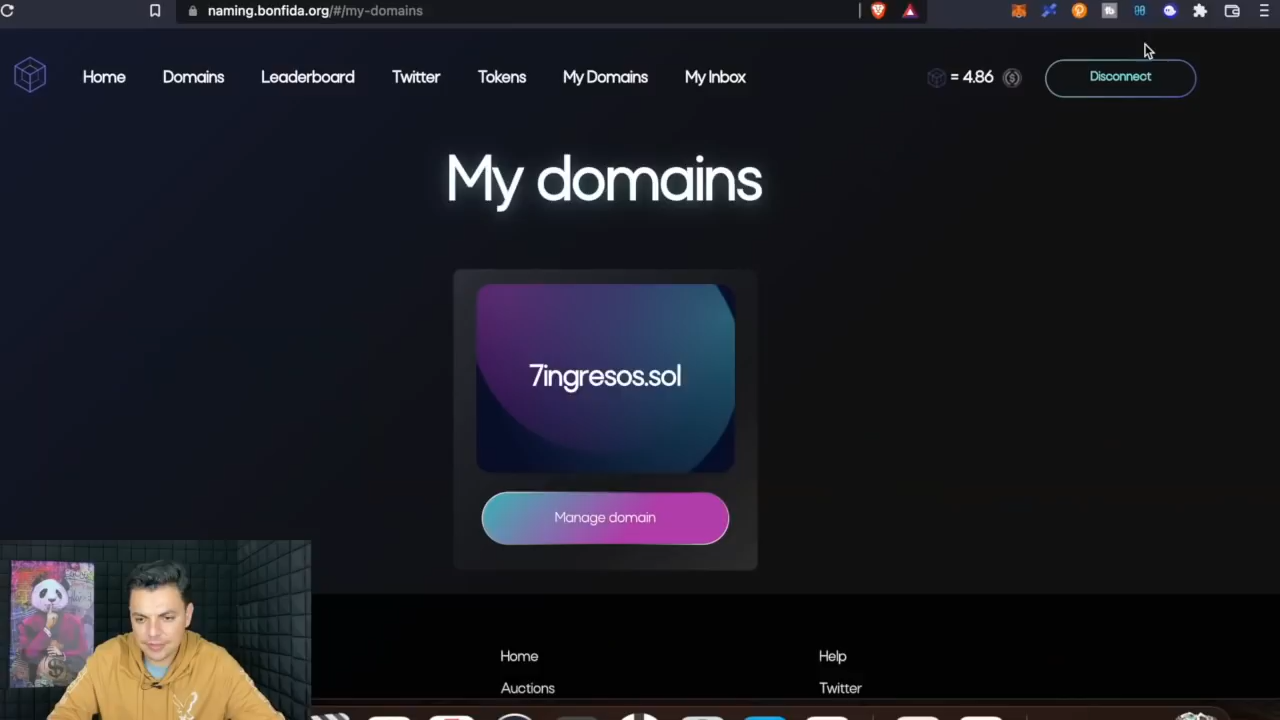 naming.bonfida.org/#/my-domains
Home Domains Leaderboard Twitter Tokens My Domains My Inbox = 4.86 Disconnect
My domains
7ingresos.sol
Manage domain
Home Help
Auctions Twitter